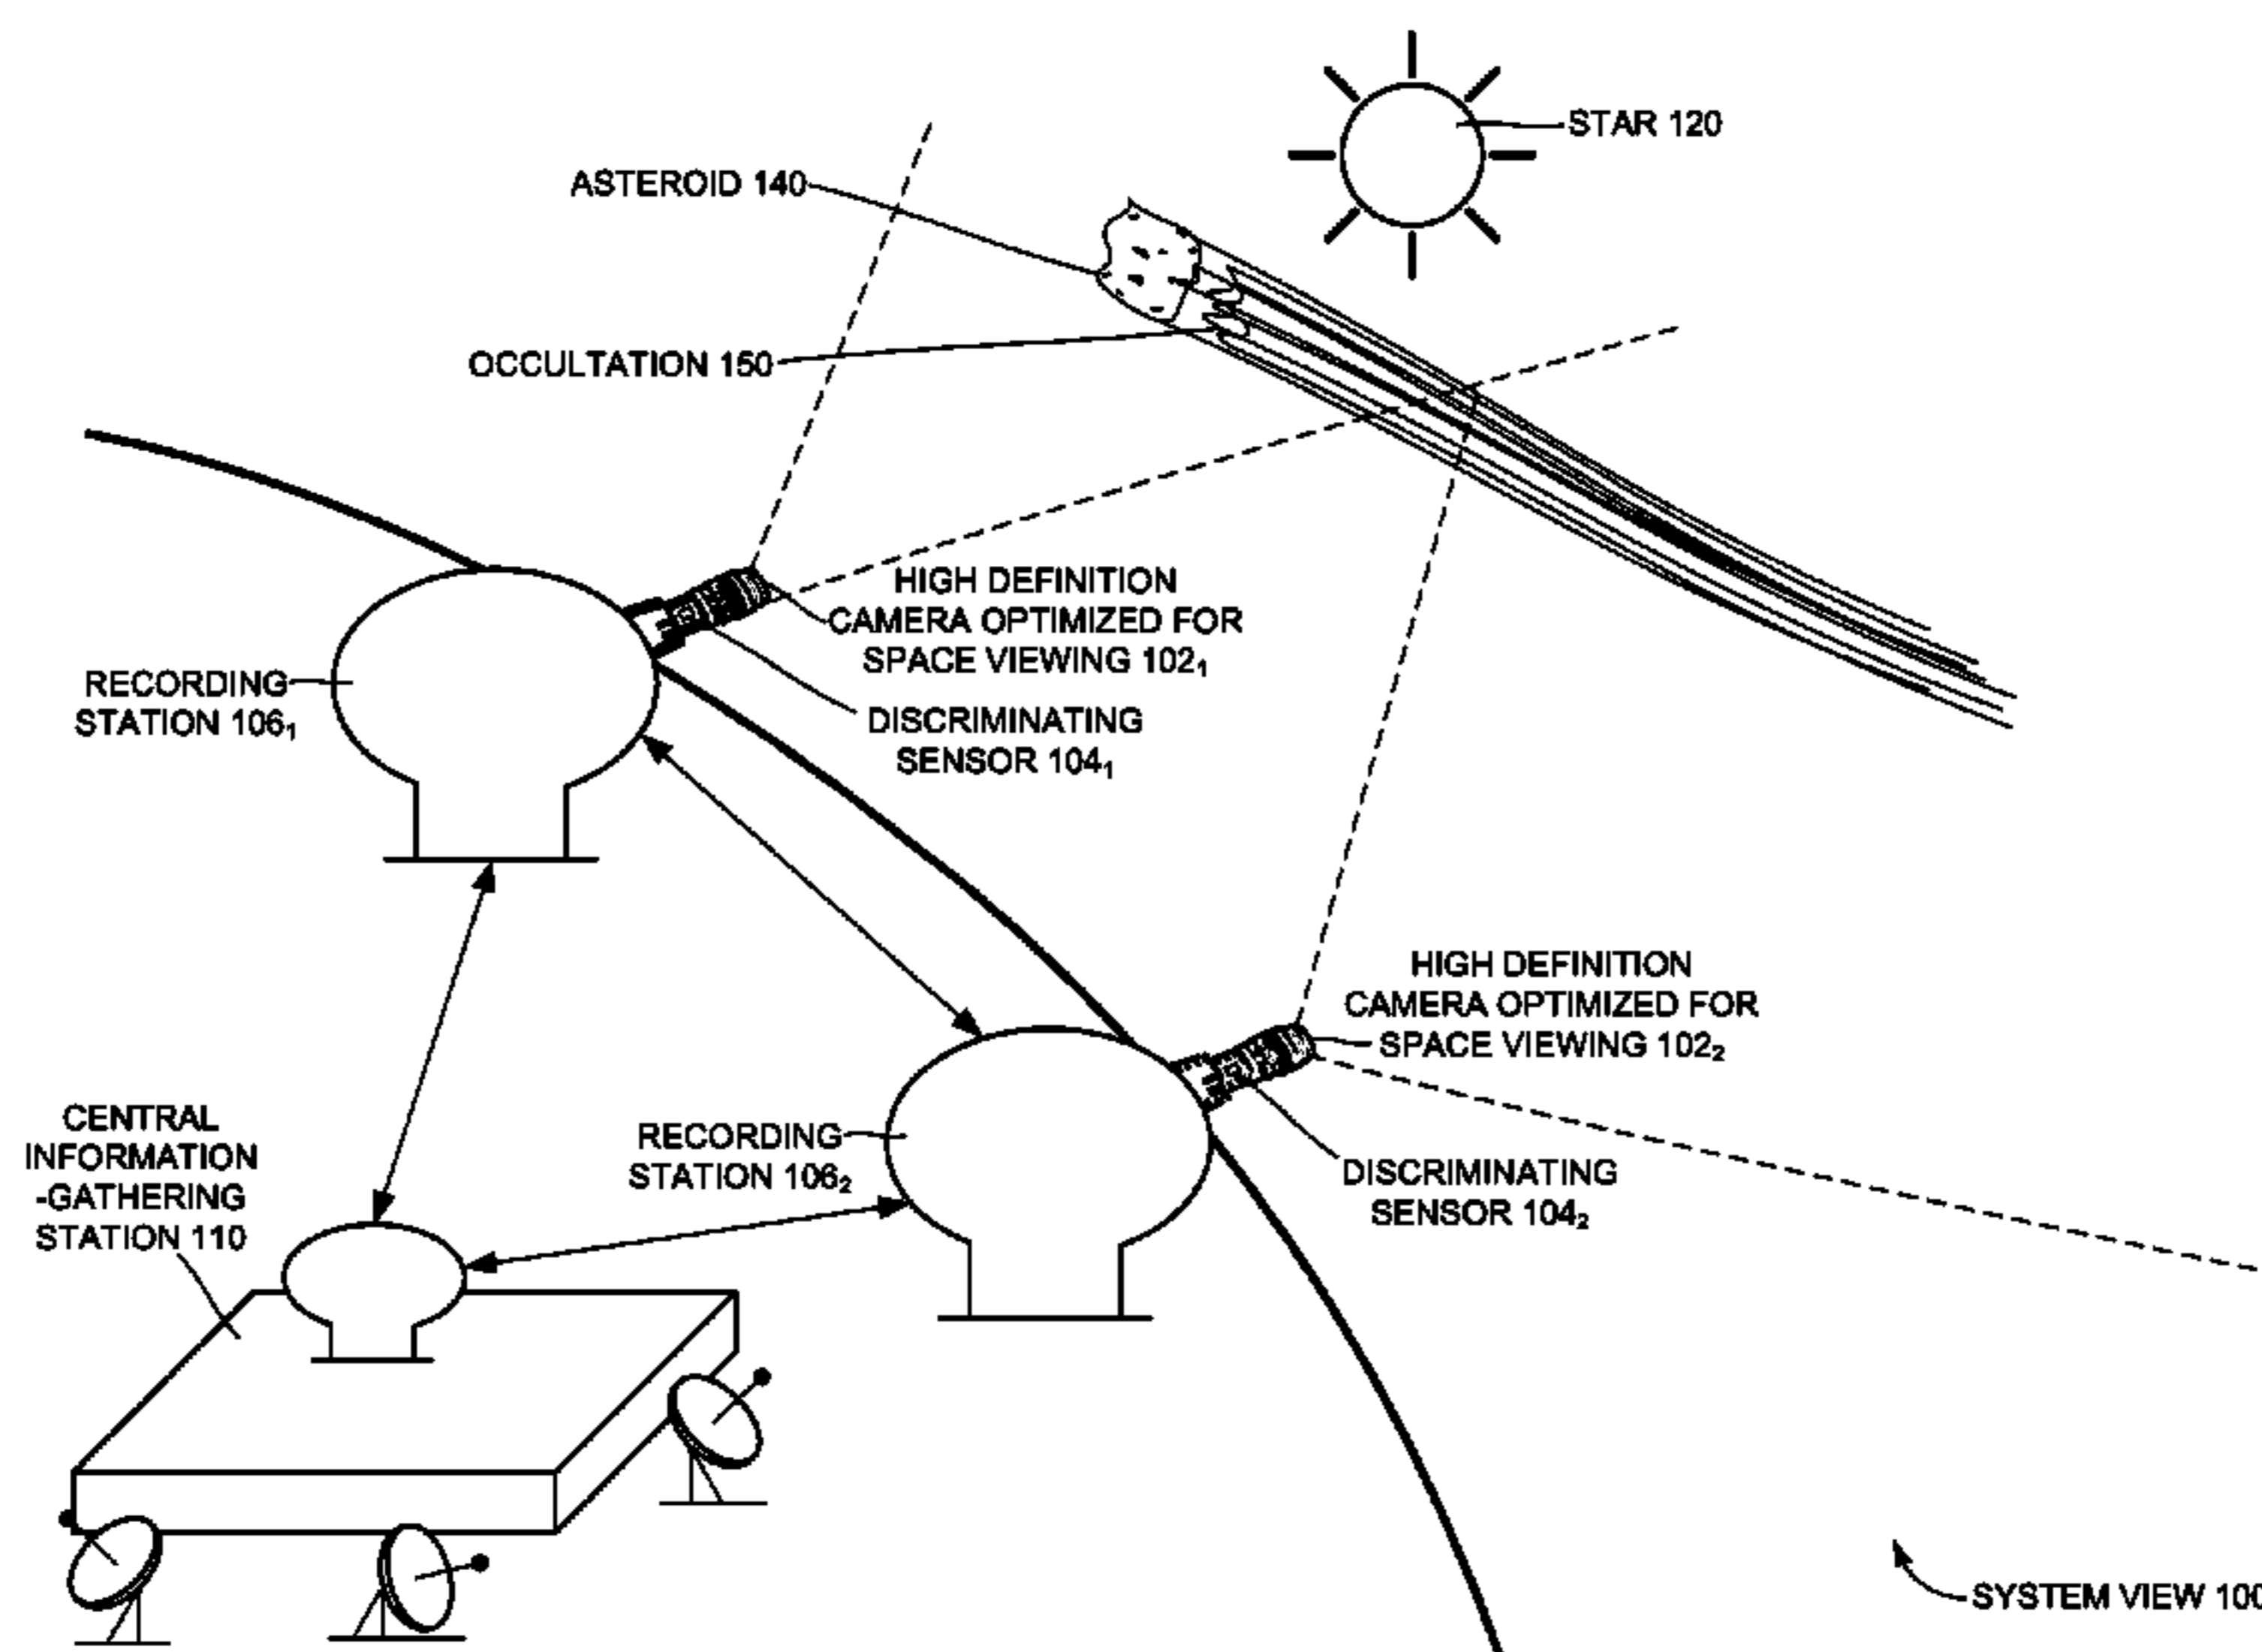 STAR 120
ASTEROID 140
OCCULTATION 150
HIGH DEFINITION
CAMERA OPTIMIZED FOR
SPACE VIEWING 102₁
RECORDING
STATION 106₁
DISCRIMINATING
SENSOR 104₁
HIGH DEFINITION
CAMERA OPTIMIZED FOR
SPACE VIEWING 102₂
CENTRAL
INFORMATION
-GATHERING
STATION 110
RECORDING
STATION 106₂
DISCRIMINATING
SENSOR 104₂
SYSTEM VIEW 100